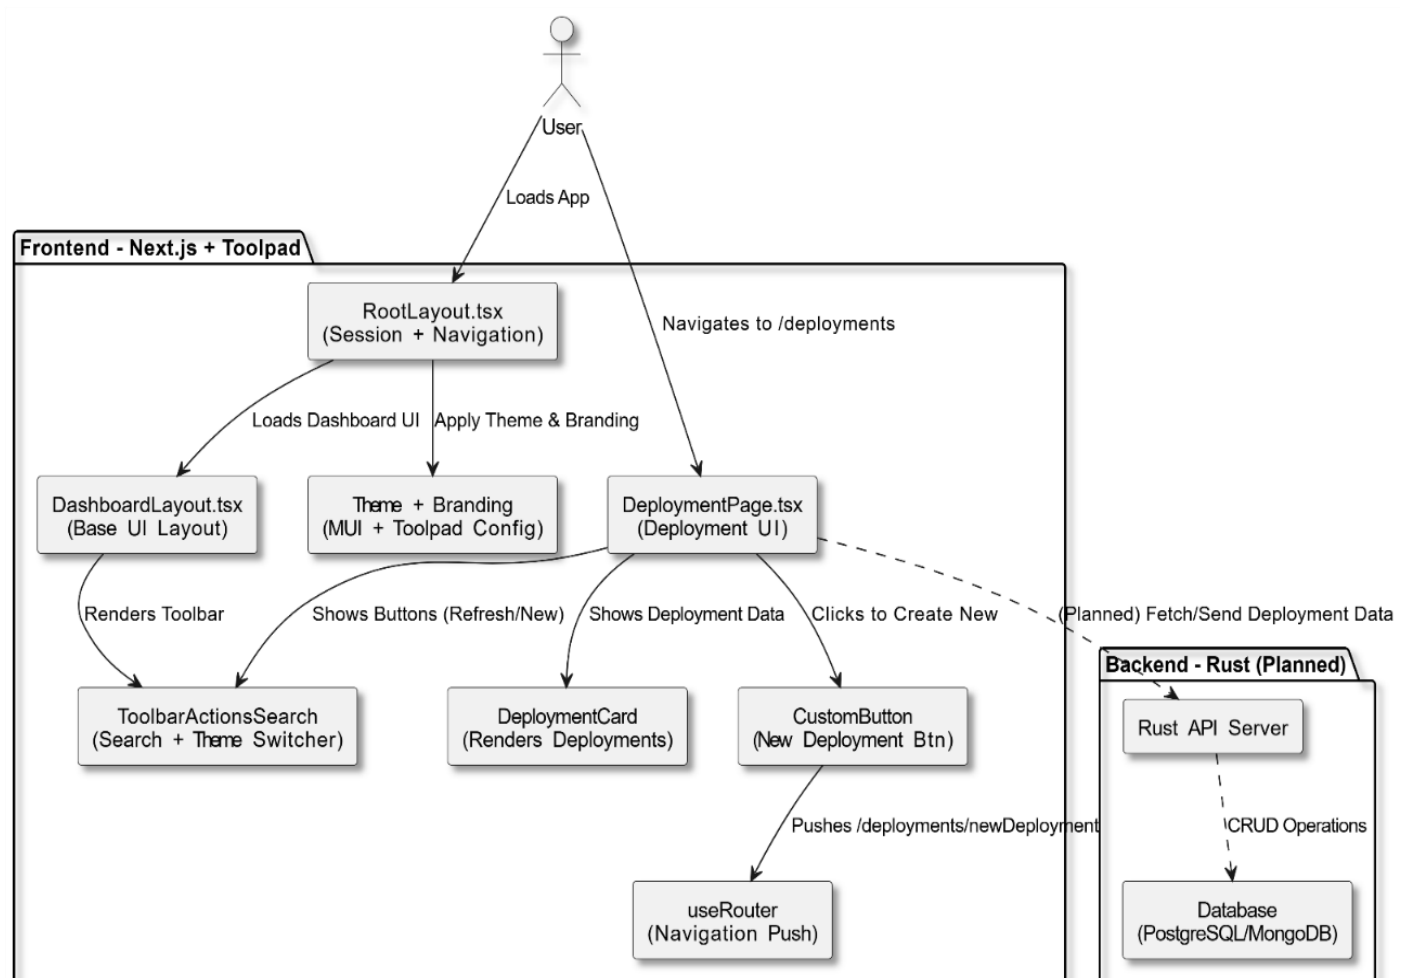 User
Loads App
Frontend - Next.js + Toolpad
RootLayout.tsx
(Session + Navigation)
Navigates to /deployments
Loads Dashboard UI
Apply Theme & Branding
DashboardLayout.tsx
(Base UI Layout)
Theme + Branding
(MUI + Toolpad Config)
DeploymentPage.tsx
(Deployment UI)
Renders Toolbar
Shows Buttons (Refresh/New)
Shows Deployment Data
Clicks to Create New
(Planned) Fetch/Send Deployment Data
Backend - Rust (Planned)
ToolbarActionsSearch
(Search + Theme Switcher)
DeploymentCard
(Renders Deployments)
CustomButton
(New Deployment Btn)
Rust API Server
Pushes /deployments/newDeployment
CRUD Operations
useRouter
(Navigation Push)
Database
(PostgreSQL/MongoDB)